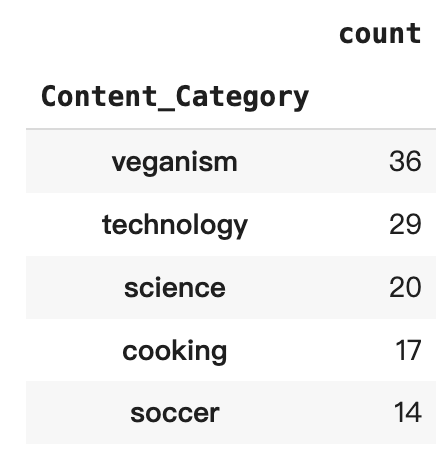 count
Content_Category
veganism 36
technology 29
science 20
cooking 17
soccer 14